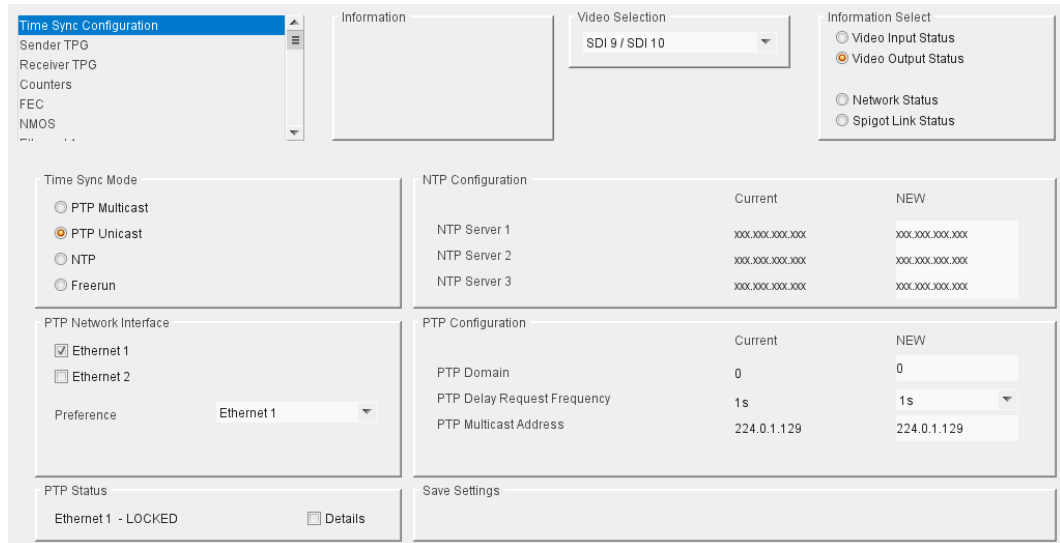 Time Sync Configuration
Sender TPG
Receiver TPG
Counters
FEC
NMOS
Information
Video Selection
SDI 9 / SDI 10
Information Select
Video Input Status
Video Output Status
Network Status
Spigot Link Status
Time Sync Mode
PTP Multicast
PTP Unicast
NTP
Freerun
NTP Configuration
Current NEW
NTP Server 1 xxx.xxx.xxx.xxx xxx.xxx.xxx.xxx
NTP Server 2 xxx.xxx.xxx.xxx xxx.xxx.xxx.xxx
NTP Server 3 xxx.xxx.xxx.xxx xxx.xxx.xxx.xxx
PTP Network Interface
Ethernet 1
Ethernet 2
Preference Ethernet 1
PTP Configuration
Current NEW
PTP Domain 0 0
PTP Delay Request Frequency 1s 1s
PTP Multicast Address 224.0.1.129 224.0.1.129
PTP Status
Ethernet 1 - LOCKED Details
Save Settings